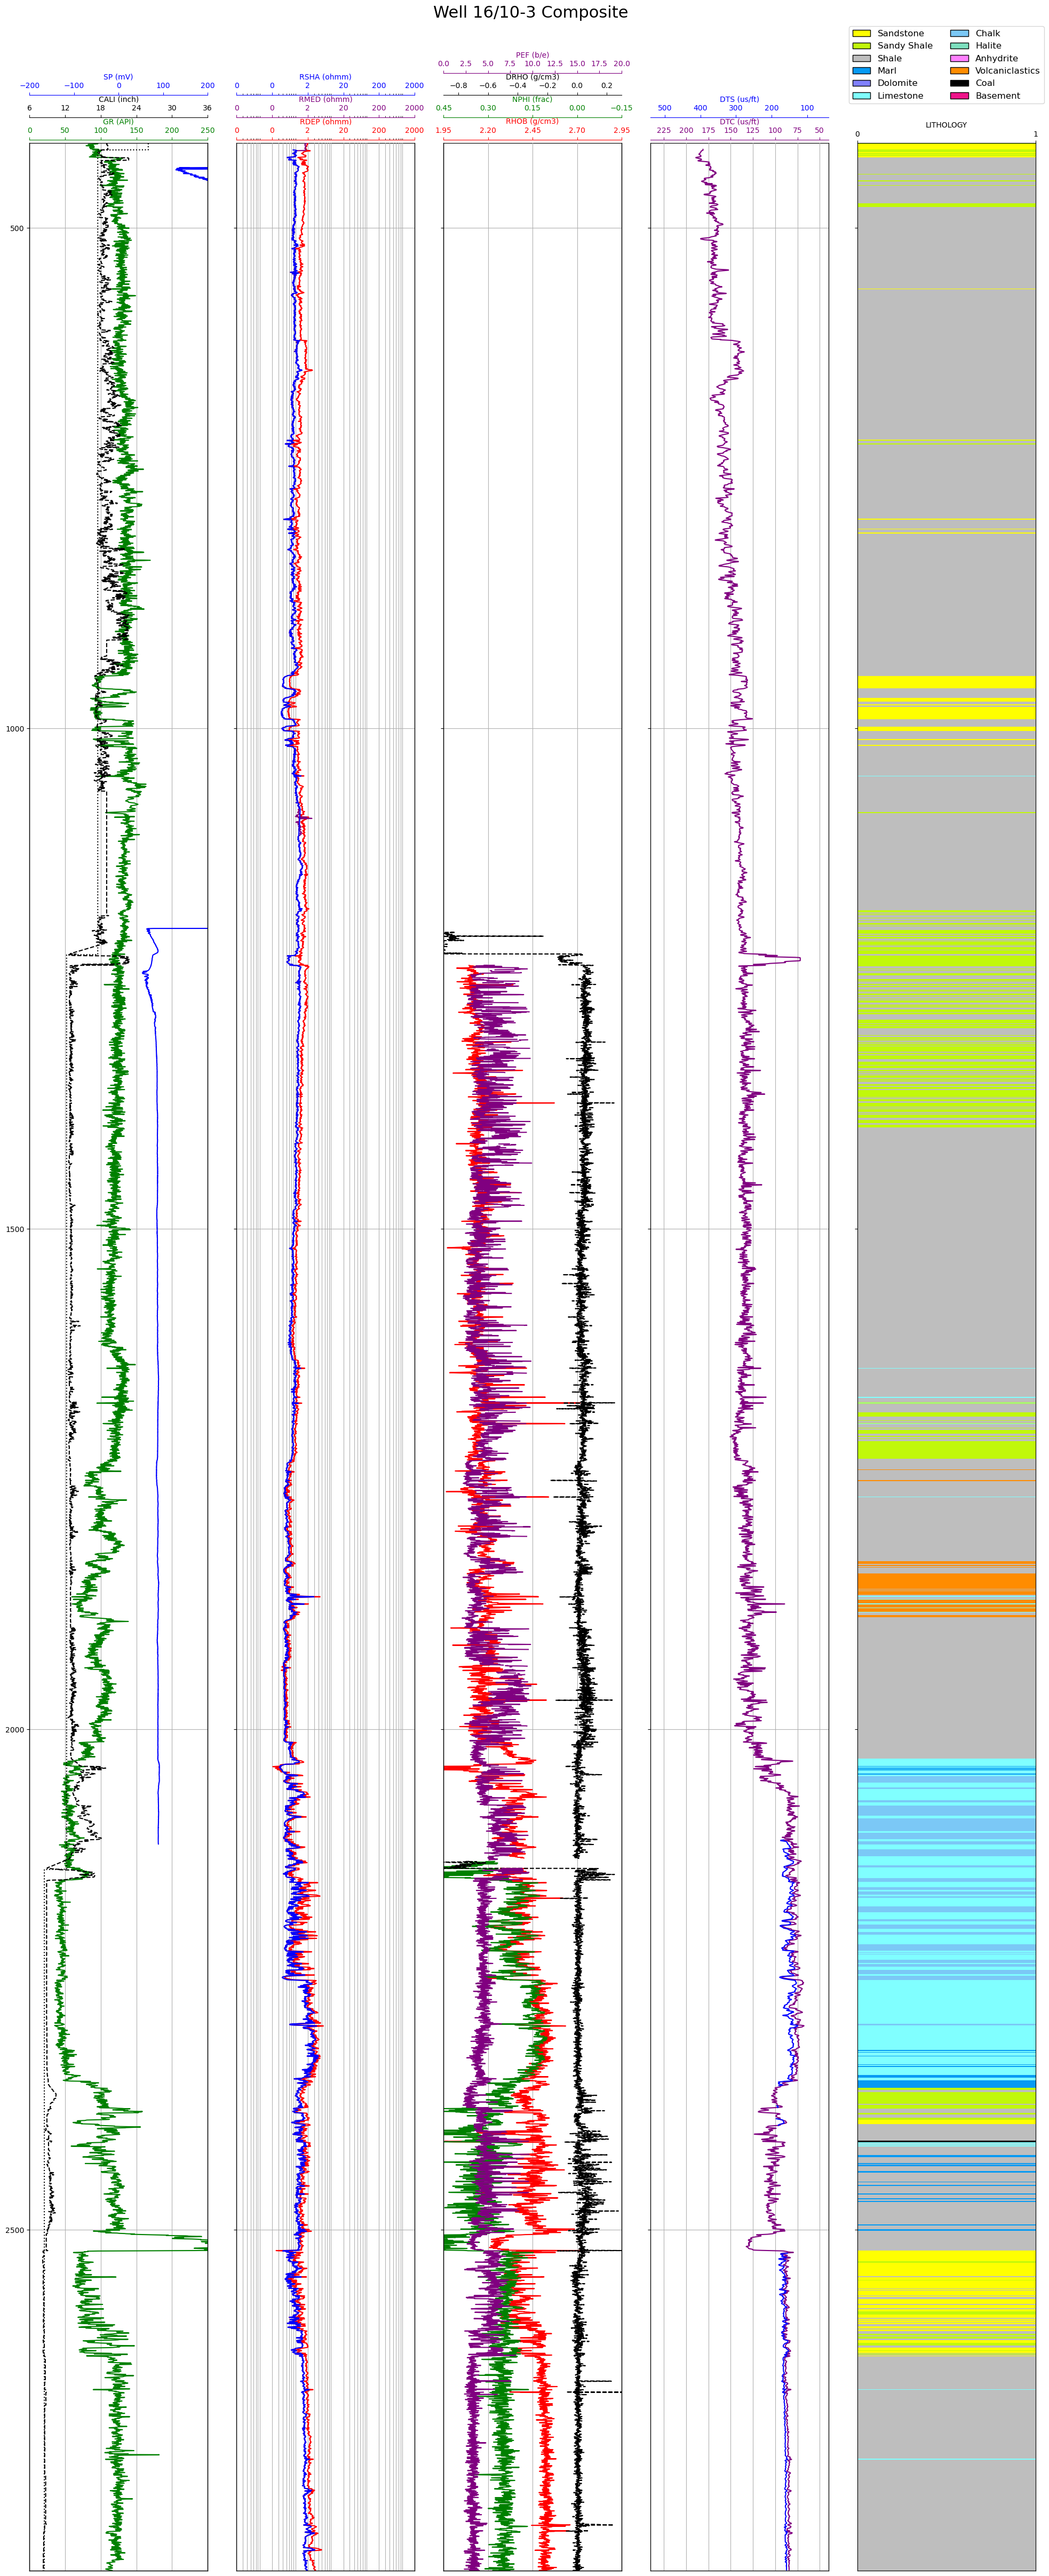 Well 16/10-3 Composite
Sandstone Chalk
Sandy Shale Halite
Shale Anhydrite
Marl Volcaniclastics
Dolomite Coal
Limestone Basement
PEF (b/e)
0.0 2.5 5.0 7.5 10.0 12.5 15.0 17.5 20.0
SP (mV) RSHA (ohmm) DRHO (g/cm3)
−200 −100 0 100 200 0 0 2 20 200 2000 −0.8 −0.6 −0.4 −0.2 0.0 0.2
CALI (inch) RMED (ohmm) NPHI (frac) DTS (us/ft)
6 12 18 24 30 36 0 0 2 20 200 2000 0.45 0.30 0.15 0.00 −0.15 500 400 300 200 100
GR (API) RDEP (ohmm) RHOB (g/cm3) DTC (us/ft) LITHOLOGY
0 50 100 150 200 250 0 0 2 20 200 2000 1.95 2.20 2.45 2.70 2.95 225 200 175 150 125 100 75 50 0 1
500
1000
1500
2000
2500